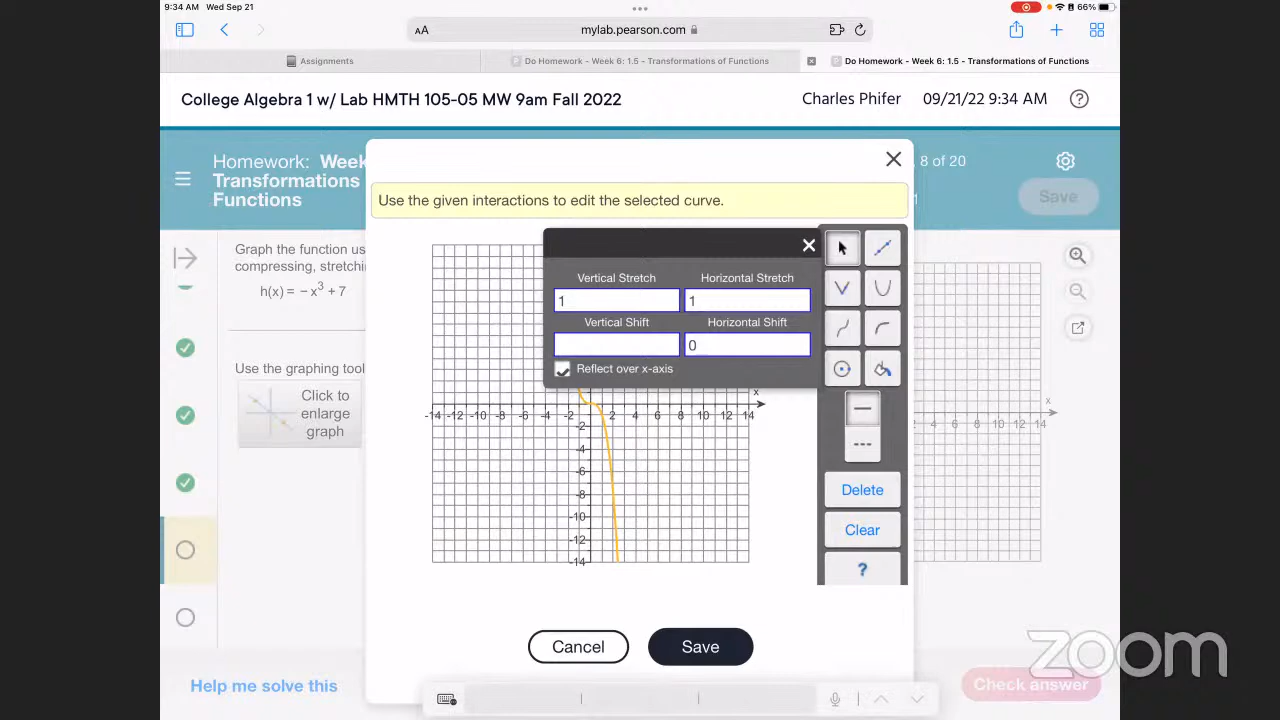 9:34 AM Wed Sep 21
66%
AA
mylab.pearson.com
Assignments
Do Homework - Week 6: 1.5 - Transformations of Functions
Do Homework - Week 6: 1.5 - Transformations of Functions
College Algebra 1 w/ Lab HMTH 105-05 MW 9am Fall 2022
Charles Phifer
09/21/22 9:34 AM
?
Homework: Week
Transformations
Functions
, 8 of 20
1
Save
Use the given interactions to edit the selected curve.
Graph the function us
compressing, stretchi
h(x) = −x³ + 7
Use the graphing tool
Click to
enlarge
graph
Vertical Stretch
Horizontal Stretch
1
1
Vertical Shift
Horizontal Shift
0
Reflect over x-axis
x
-14 -12 -10 -8 -6 -4 -2 2 4 6 8 10 12 14
-2
-4
-6
-8
-10
-12
-14
x
2 4 6 8 10 12 14
Delete
Clear
?
Cancel
Save
Help me solve this
Check answer
zoom